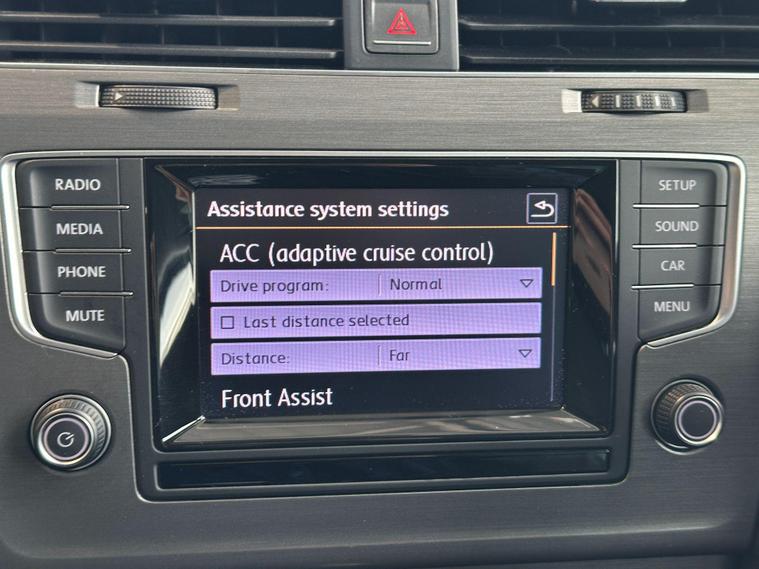 RADIO
MEDIA
PHONE
MUTE
Assistance system settings
ACC (adaptive cruise control)
Drive program: Normal
Last distance selected
Distance: Far
Front Assist
SETUP
SOUND
CAR
MENU